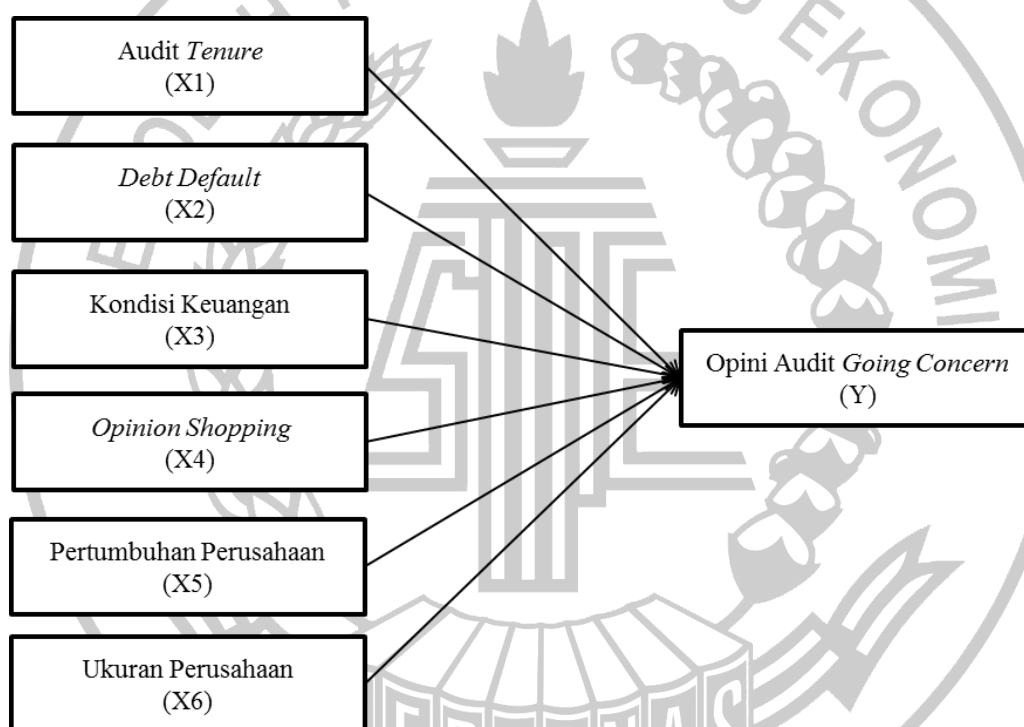 Audit Tenure
(X1)
Debt Default
(X2)
Kondisi Keuangan
(X3)
Opinion Shopping
(X4)
Pertumbuhan Perusahaan
(X5)
Ukuran Perusahaan
(X6)
Opini Audit Going Concern
(Y)
EKONOMI